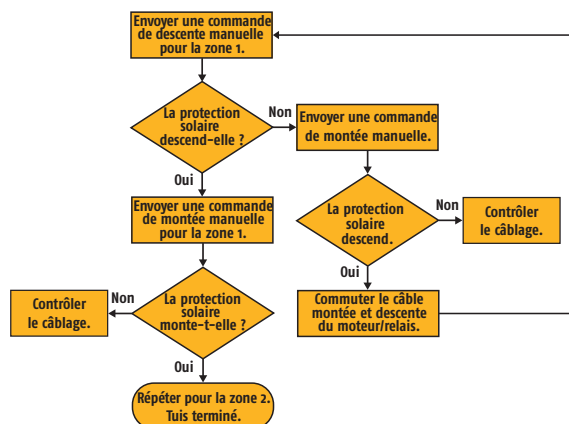 Envoyer une commande
de descente manuelle
pour la zone 1.
La protection
solaire
descend-elle ?
Non
Envoyer une commande
de montée manuelle.
Oui
Envoyer une commande
de montée manuelle
pour la zone 1.
La protection
solaire
descend.
Non
Contrôler
le câblage.
Oui
Commuter le câble
montée et descente
du moteur/relais.
La protection
solaire
monte-t-elle ?
Non
Contrôler
le câblage.
Oui
Répéter pour la zone 2.
Tuis terminé.